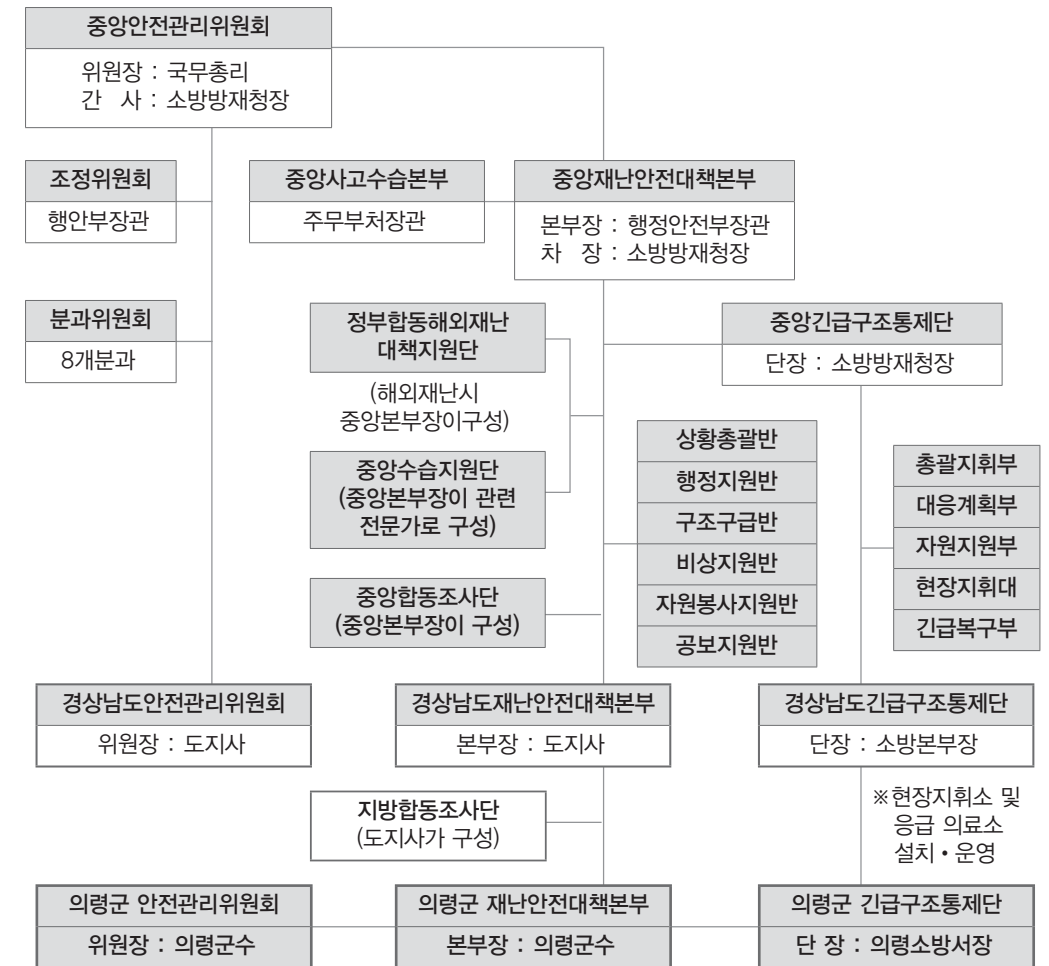 중앙안전관리위원회
위원장 : 국무총리
간 사 : 소방방재청장
조정위원회
행안부장관
중앙사고수습본부
주무부처장관
중앙재난안전대책본부
본부장 : 행정안전부장관
차 장 : 소방방재청장
분과위원회
8개분과
정부합동해외재난
대책지원단
(해외재난시
중앙본부장이구성)
중앙긴급구조통제단
단장 : 소방방재청장
중앙수습지원단
(중앙본부장이 관련
전문가로 구성)
상황총괄반
행정지원반
구조구급반
비상지원반
자원봉사지원반
공보지원반
총괄지휘부
대응계획부
자원지원부
현장지휘대
긴급복구부
중앙합동조사단
(중앙본부장이 구성)
경상남도안전관리위원회
위원장 : 도지사
경상남도재난안전대책본부
본부장 : 도지사
경상남도긴급구조통제단
단장 : 소방본부장
지방합동조사단
(도지사가 구성)
※현장지휘소 및
응급 의료소
설치•운영
의령군 안전관리위원회
위원장 : 의령군수
의령군 재난안전대책본부
본부장 : 의령군수
의령군 긴급구조통제단
단 장 : 의령소방서장